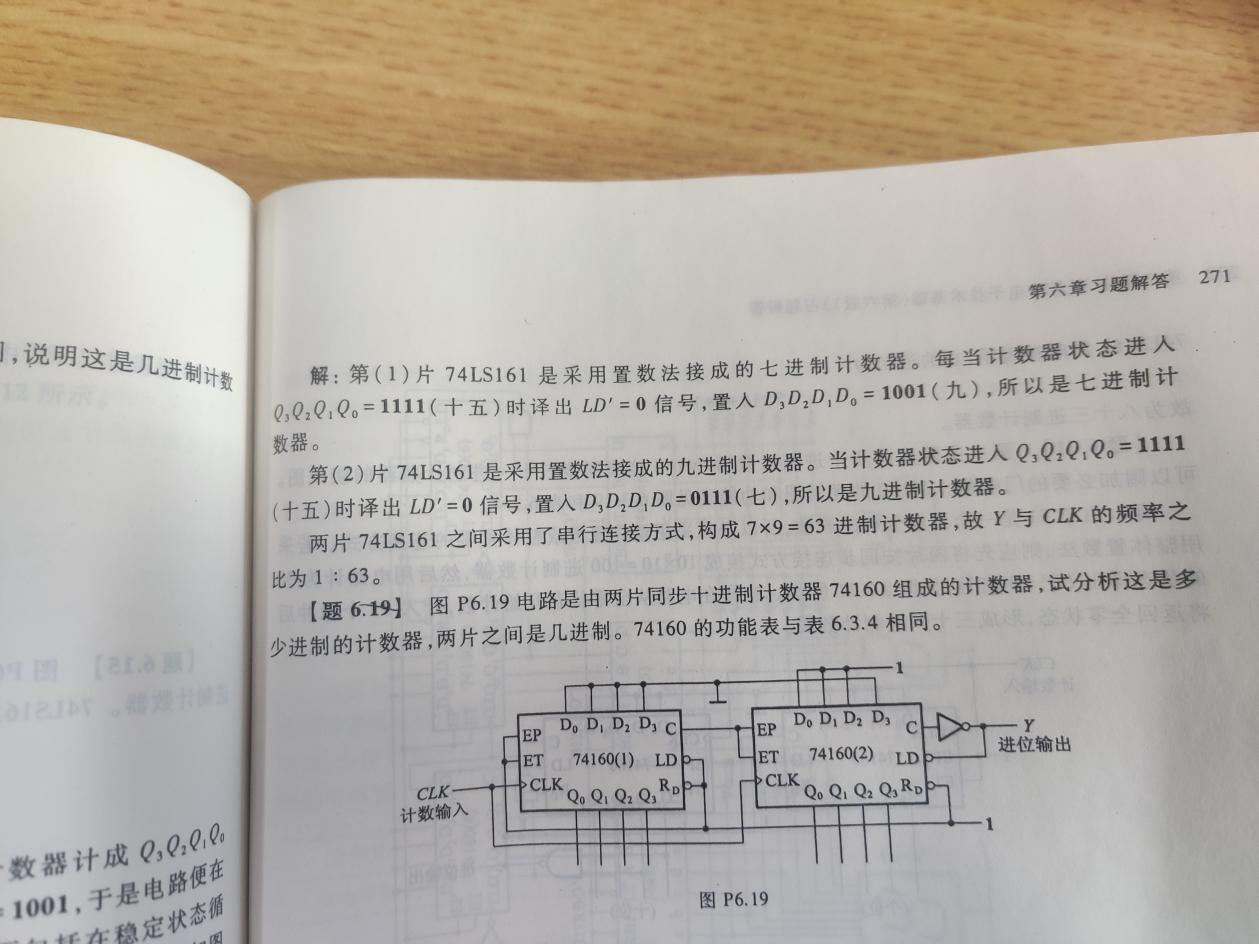 ,说明这是几进制计数
12 所示。
计数器计成 Q₃Q₂Q₁Q₀
= 1001,于是电路便在
包括在稳定状态循
第六章习题解答 271
解:第(1)片 74LS161 是采用置数法接成的七进制计数器。每当计数器状态进入
Q₃Q₂Q₁Q₀ = 1111(十五)时译出 LD′ = 0 信号,置入 D₃D₂D₁D₀ = 1001(九),所以是七进制计
数器。
第(2)片 74LS161 是采用置数法接成的九进制计数器。当计数器状态进入 Q₃Q₂Q₁Q₀ = 1111
(十五)时译出 LD′ = 0 信号,置入 D₃D₂D₁D₀ = 0111(七),所以是九进制计数器。
两片 74LS161 之间采用了串行连接方式,构成 7×9 = 63 进制计数器,故 Y 与 CLK 的频率之
比为 1∶63。
【题 6.19】 图 P6.19 电路是由两片同步十进制计数器 74160 组成的计数器,试分析这是多
少进制的计数器,两片之间是几进制。74160 的功能表与表 6.3.4 相同。
1
D₀ D₁ D₂ D₃ C
EP
ET 74160(1) LD
CLK
Q₀ Q₁ Q₂ Q₃ R_D
D₀ D₁ D₂ D₃ C
EP
ET 74160(2) LD
CLK
Q₀ Q₁ Q₂ Q₃ R_D
Y
进位输出
CLK
计数输入
1
图 P6.19